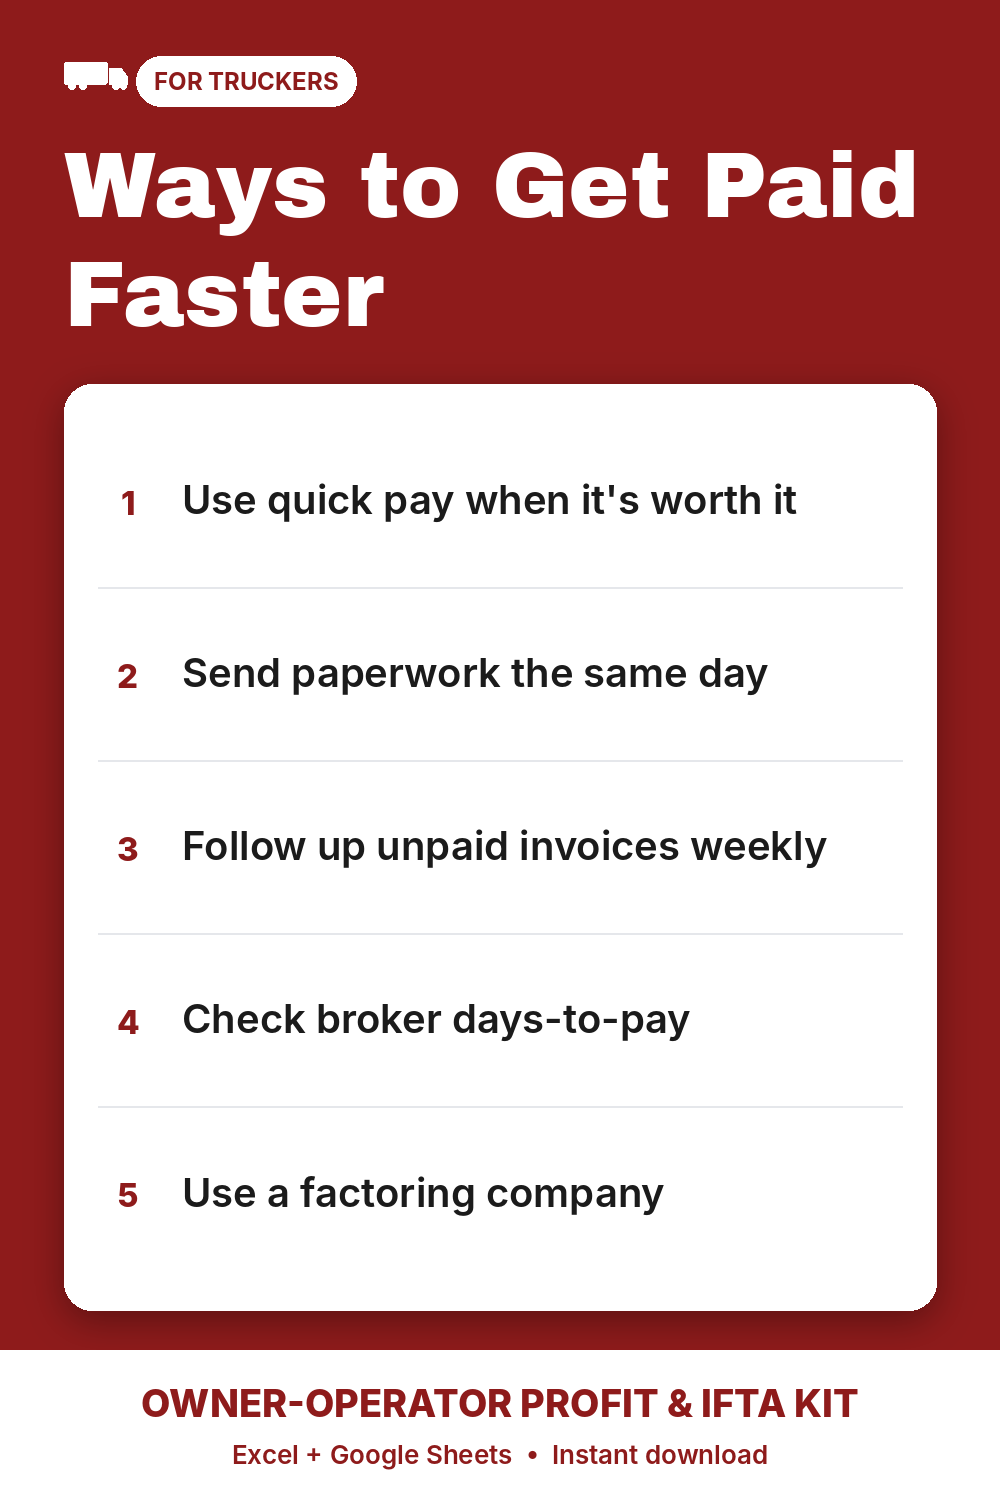 FOR TRUCKERS
Ways to Get Paid
Faster
1 Use quick pay when it's worth it
2 Send paperwork the same day
3 Follow up unpaid invoices weekly
4 Check broker days-to-pay
5 Use a factoring company
OWNER-OPERATOR PROFIT & IFTA KIT
Excel + Google Sheets • Instant download